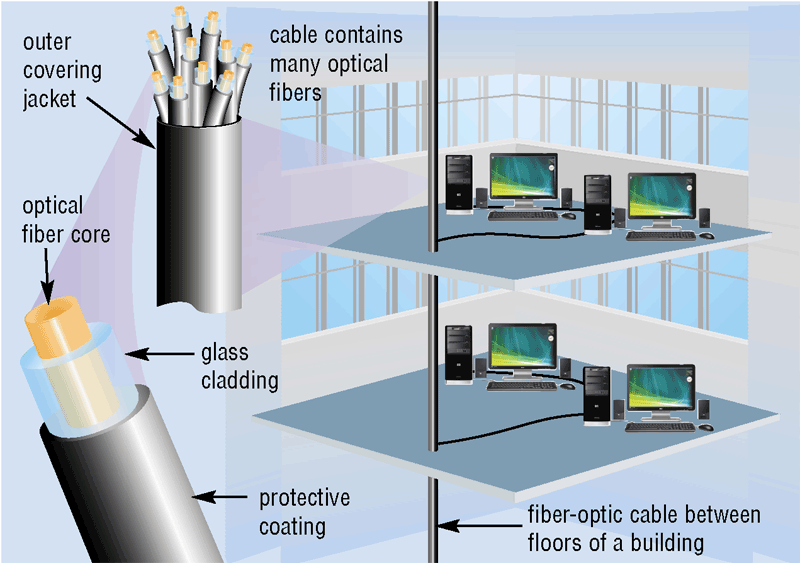 outer
covering
jacket
cable contains
many optical
fibers
optical
fiber core
glass
cladding
protective
coating
fiber-optic cable between
floors of a building